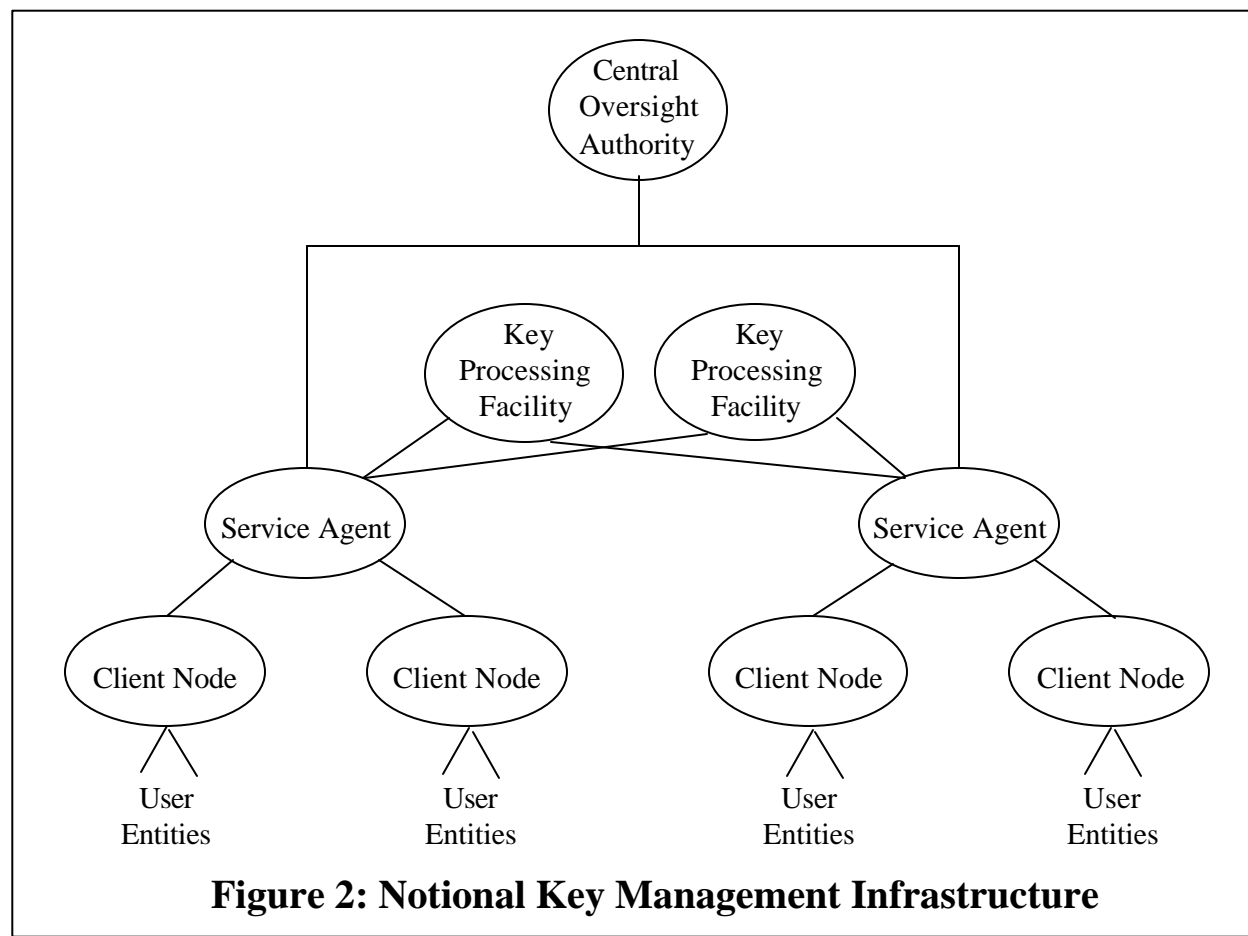 Central
Oversight
Authority
Key
Processing
Facility
Key
Processing
Facility
Service Agent
Service Agent
Client Node
Client Node
Client Node
Client Node
User
Entities
User
Entities
User
Entities
User
Entities
Figure 2: Notional Key Management Infrastructure